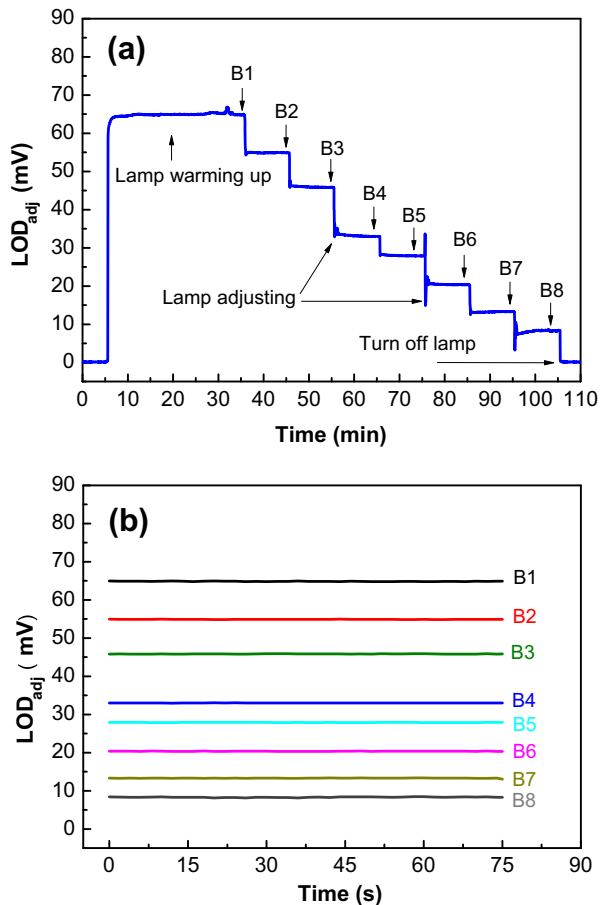 (a)
90
80
70
60
50
40
30
20
10
0
LOD_adj (mV)
B1
B2
B3
B4
B5
B6
B7
B8
Lamp warming up
Lamp adjusting
Turn off lamp
0 10 20 30 40 50 60 70 80 90 100 110
Time (min)
(b)
90
80
70
60
50
40
30
20
10
0
LOD_adj ( mV)
B1
B2
B3
B4
B5
B6
B7
B8
0 15 30 45 60 75 90
Time (s)